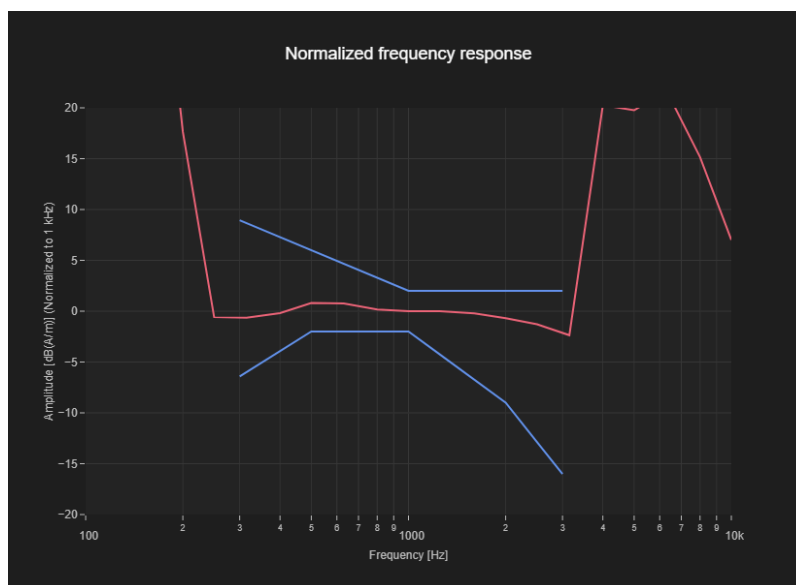 Normalized frequency response
Amplitude [dB(A/m)] (Normalized to 1 kHz)
20
15
10
5
0
−5
−10
−15
−20
100 2 3 4 5 6 7 8 9 1000 2 3 4 5 6 7 8 9 10k
Frequency [Hz]